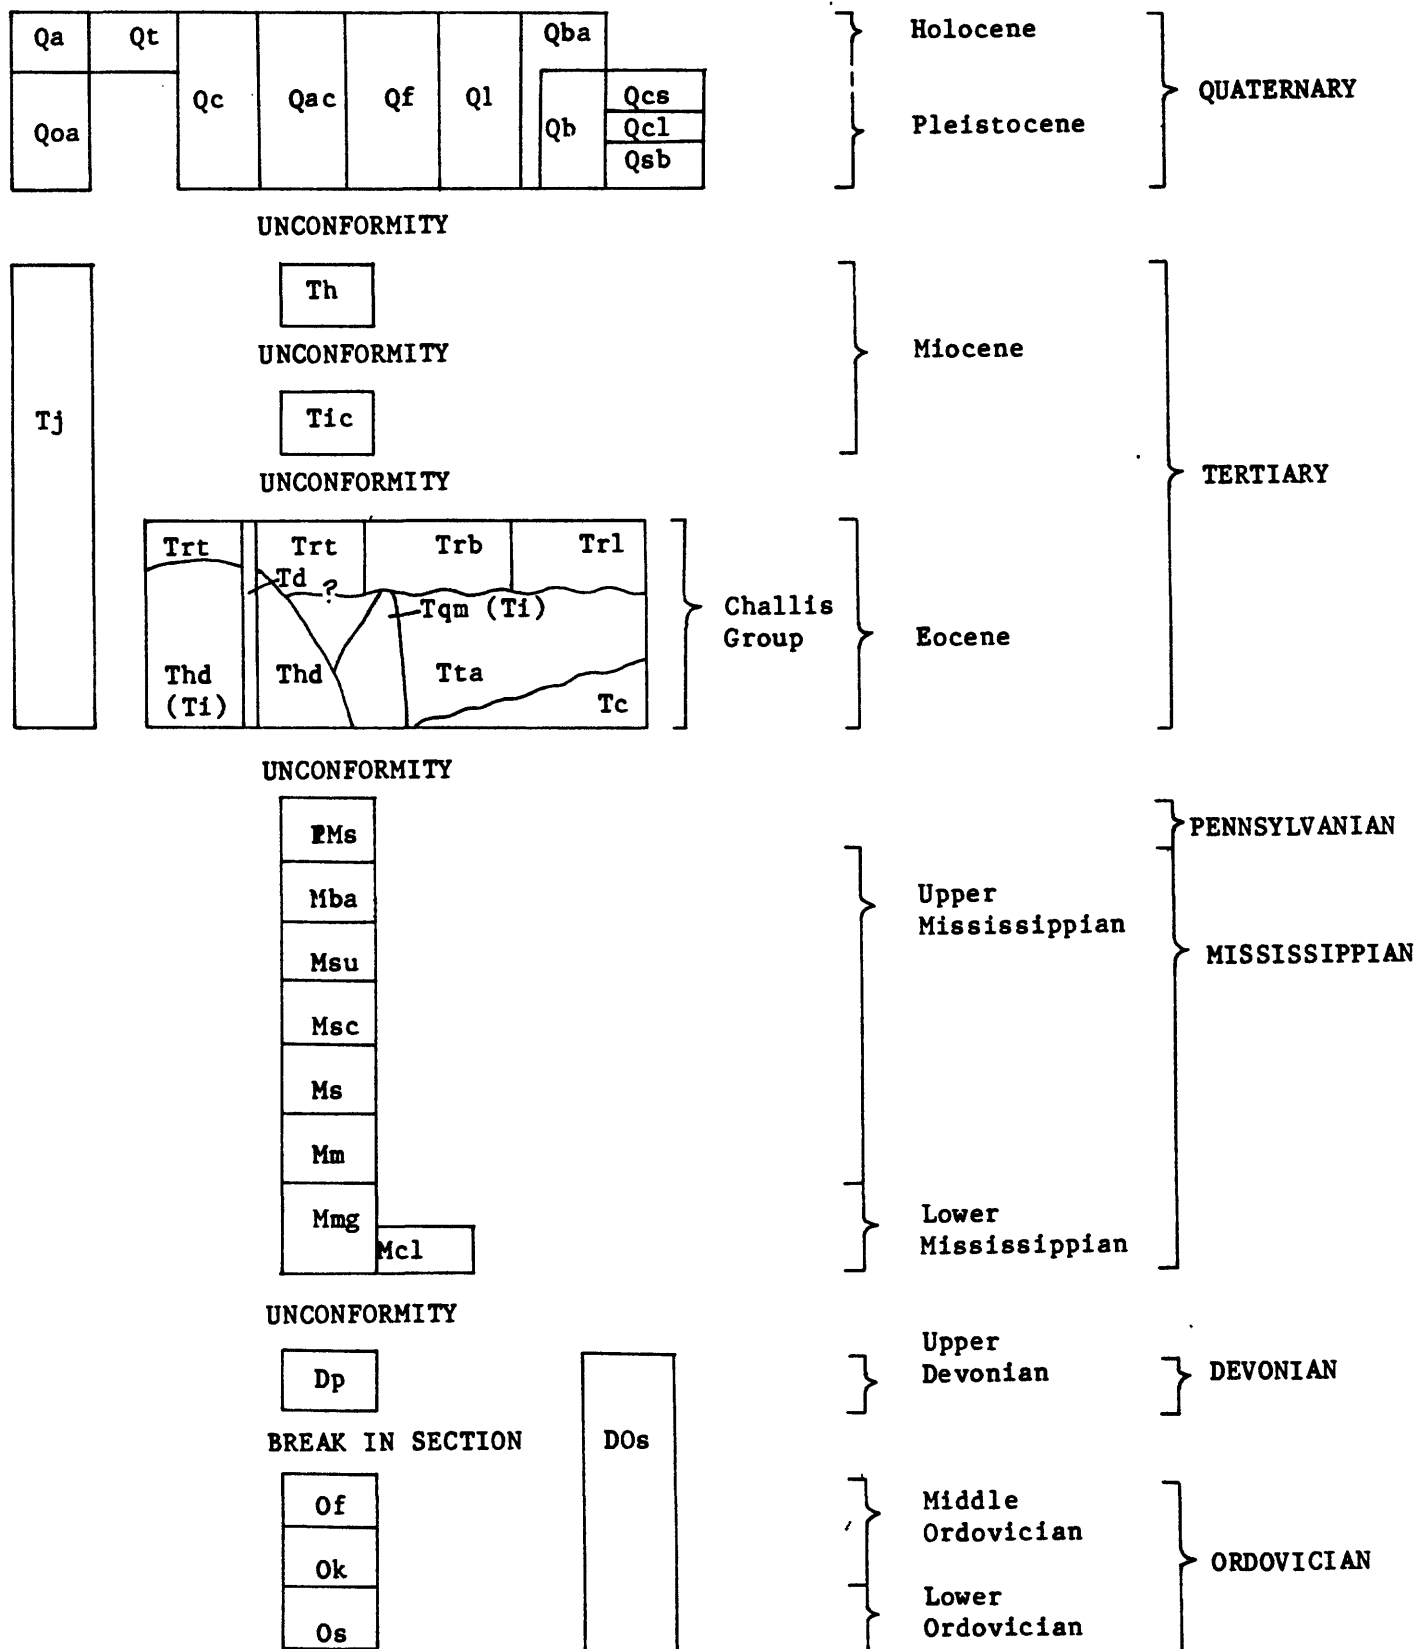 Qa Qt Qba Holocene
Qc Qac Qf Ql Qcs QUATERNARY
Qoa Qb Qcl Pleistocene
Qsb
UNCONFORMITY
Th
UNCONFORMITY Miocene
Tj Tic
UNCONFORMITY TERTIARY
Trt Trt Trb Trl
Td ?
Tqm (Ti) Challis
Group Eocene
Thd Thd Tta
(Ti) Tc
UNCONFORMITY
PMs PENNSYLVANIAN
Mba Upper
Mississippian
Msu MISSISSIPPIAN
Msc
Ms
Mm
Mmg Lower
Mcl Mississippian
UNCONFORMITY
Upper
Dp Devonian DEVONIAN
BREAK IN SECTION DOs
Of Middle
Ordovician
Ok ORDOVICIAN
Lower
Os Ordovician